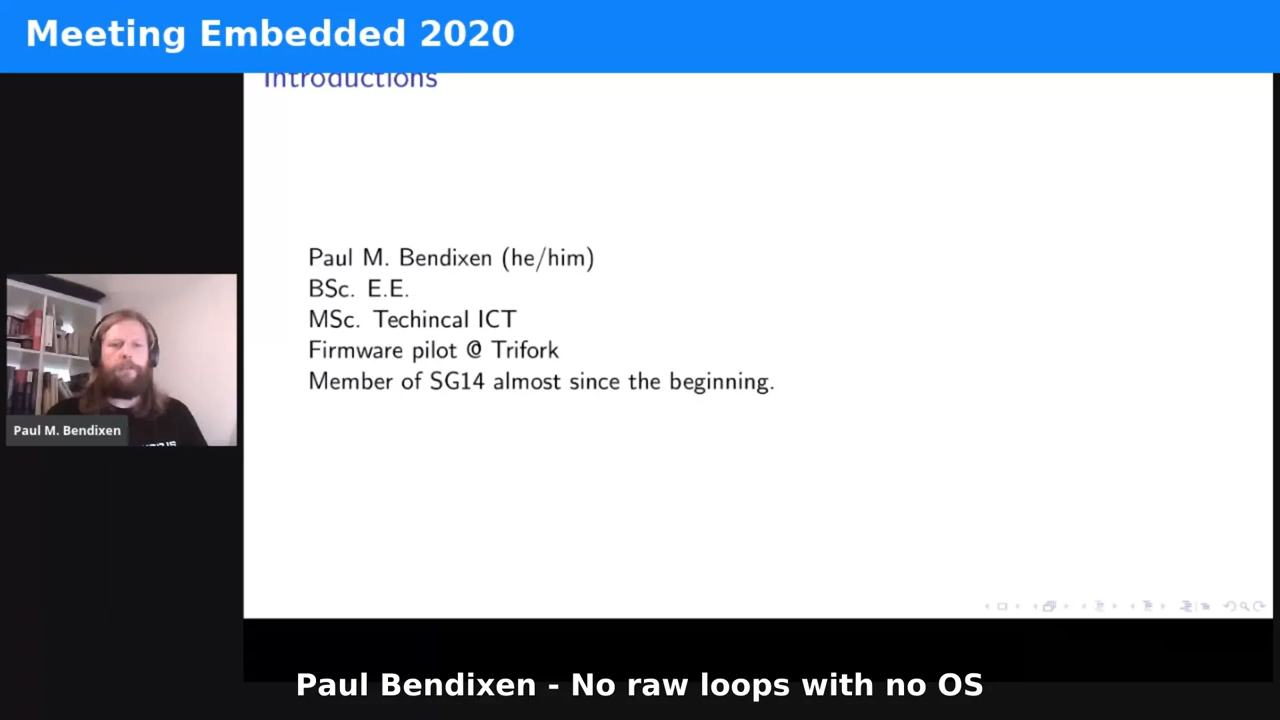 Meeting Embedded 2020
Introductions
Paul M. Bendixen (he/him)
BSc. E.E.
MSc. Techincal ICT
Firmware pilot @ Trifork
Member of SG14 almost since the beginning.
Paul M. Bendixen
Paul Bendixen - No raw loops with no OS